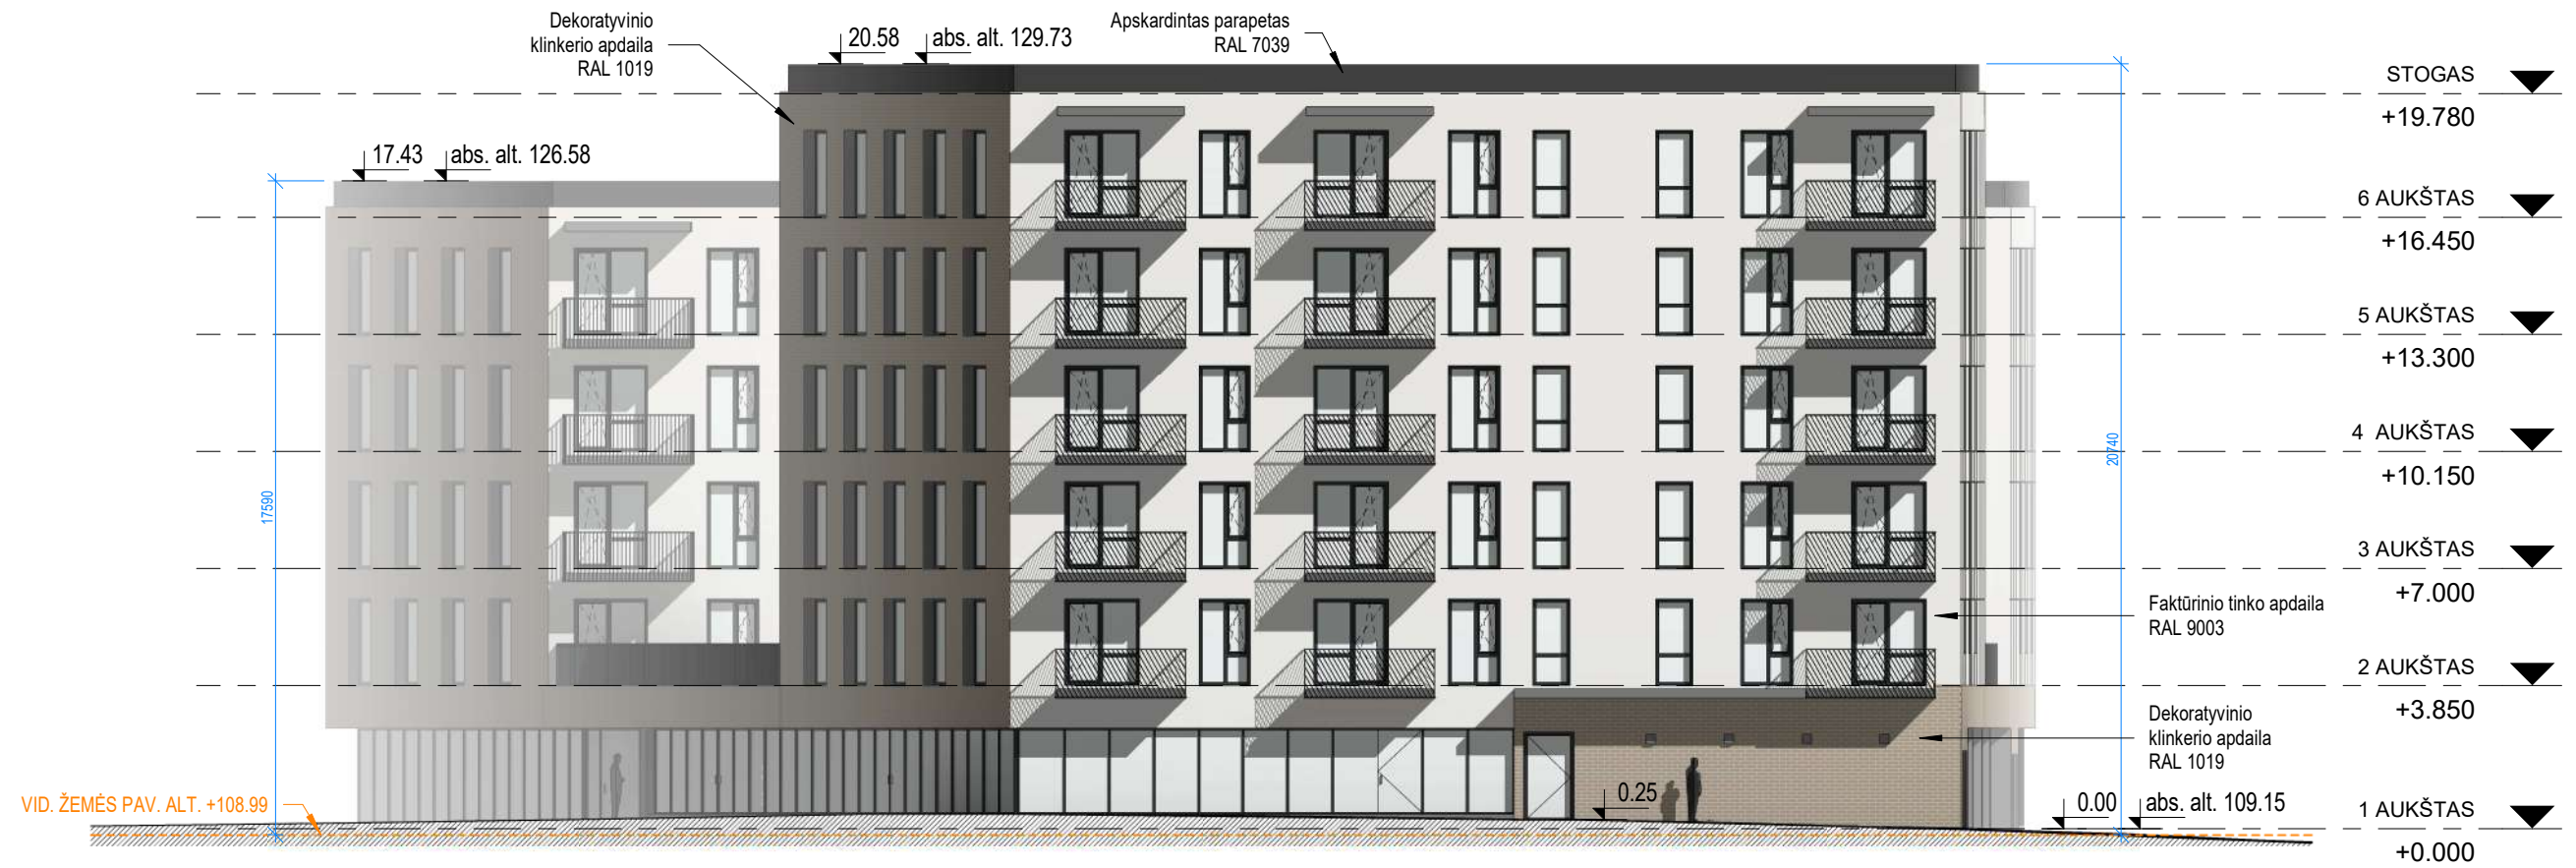 Dekoratyvinio
klinkerio apdaila
RAL 1019
20.58
abs. alt. 129.73
Apskardintas parapetas
RAL 7039
17.43
abs. alt. 126.58
STOGAS
+19.780
6 AUKŠTAS
+16.450
5 AUKŠTAS
+13.300
4 AUKŠTAS
+10.150
3 AUKŠTAS
+7.000
2 AUKŠTAS
+3.850
1 AUKŠTAS
+0.000
17590
20740
Faktūrinio tinko apdaila
RAL 9003
Dekoratyvinio
klinkerio apdaila
RAL 1019
VID. ŽEMĖS PAV. ALT. +108.99
0.25
0.00
abs. alt. 109.15